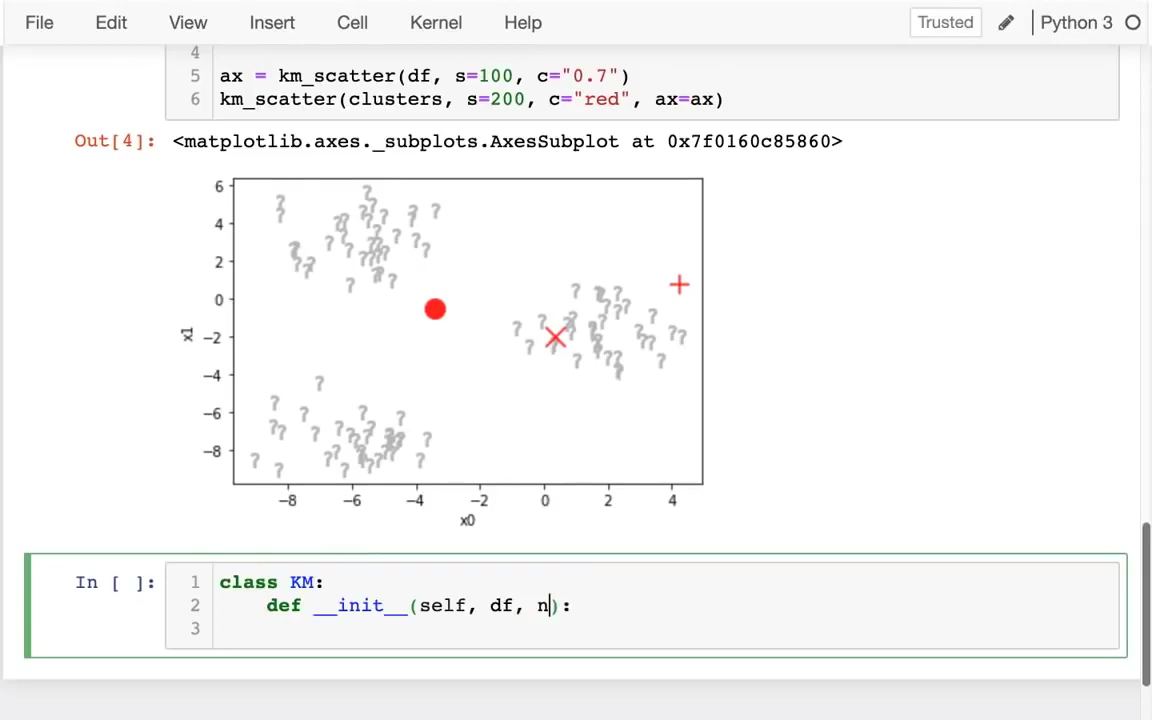 File Edit View Insert Cell Kernel Help Trusted Python 3
4
5 ax = km_scatter(df, s=100, c="0.7")
6 km_scatter(clusters, s=200, c="red", ax=ax)
Out[4]: <matplotlib.axes._subplots.AxesSubplot at 0x7f0160c85860>
6
4
2
0
−2
−4
−6
−8
x1
−8 −6 −4 −2 0 2 4
x0
In [ ]: 1 class KM:
2 def __init__(self, df, n):
3